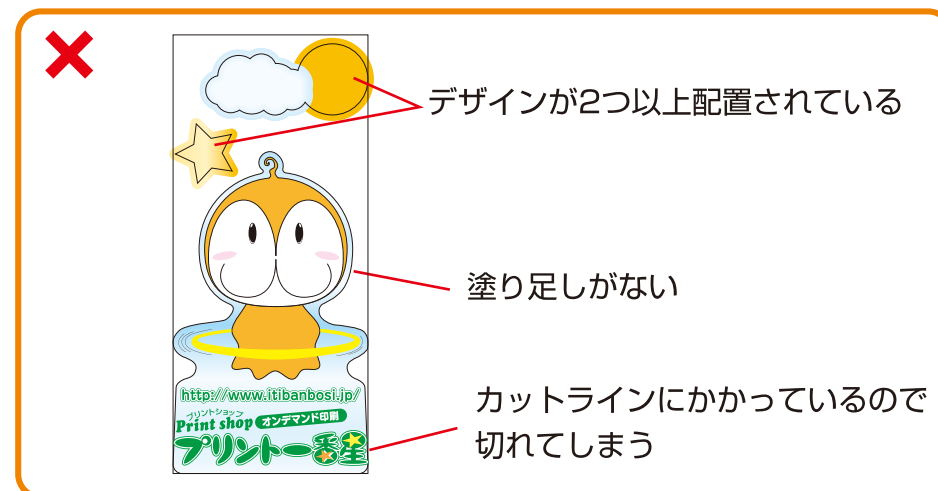 デザインが2つ以上配置されている
塗り足しがない
http://www.itibanbosi.jp/
プリントショップ
Print shop オンデマンド印刷
プリント一番星
カットラインにかかっているので
切れてしまう